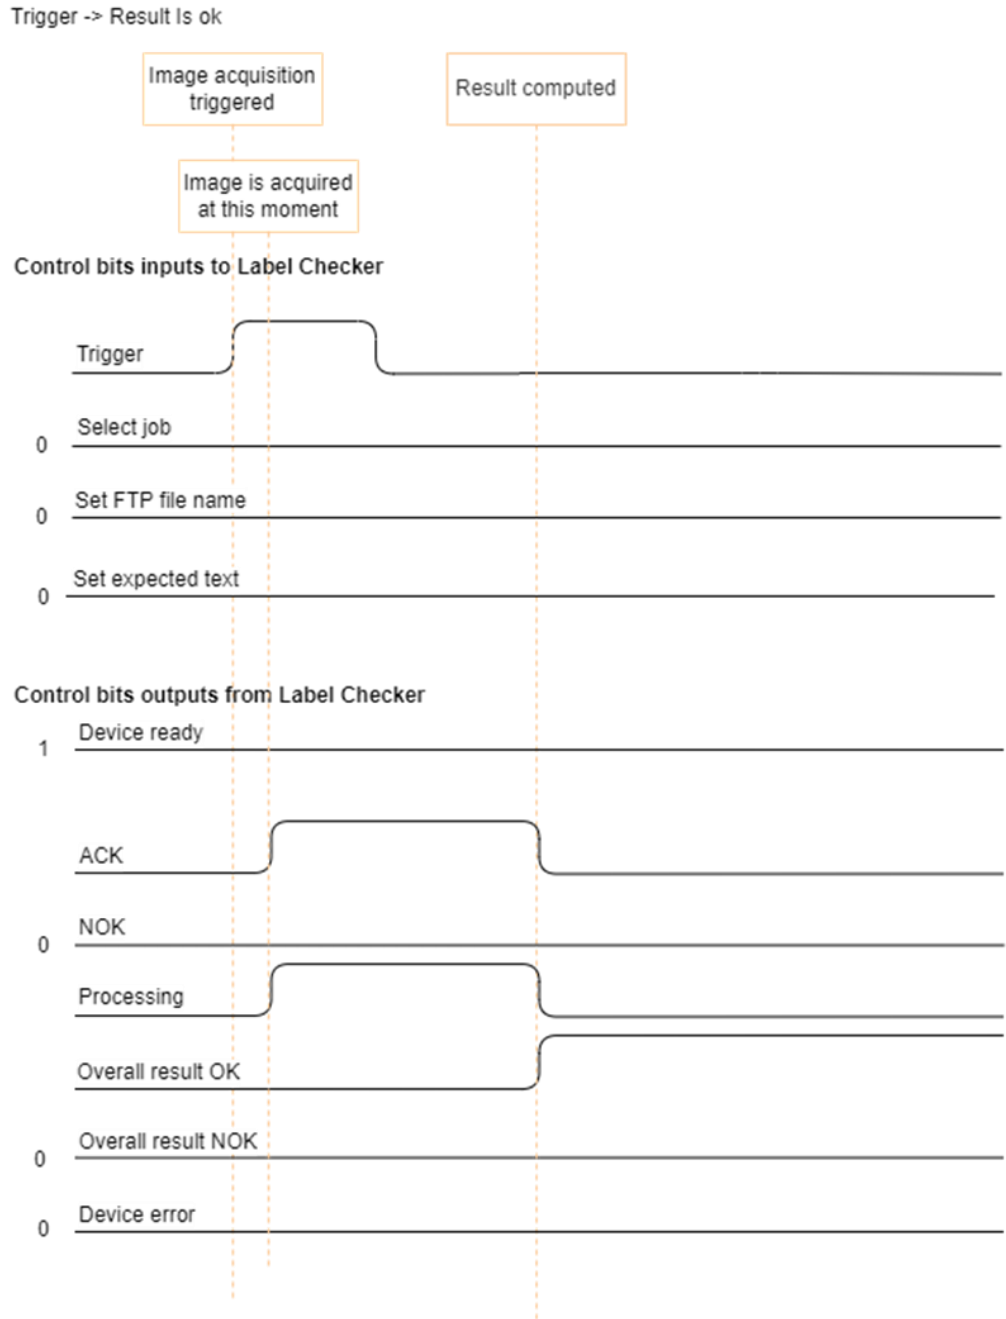 Trigger -> Result Is ok
Image acquisition
triggered
Result computed
Image is acquired
at this moment
Control bits inputs to Label Checker
Trigger
Select job
0
Set FTP file name
0
Set expected text
0
Control bits outputs from Label Checker
Device ready
1
ACK
NOK
0
Processing
Overall result OK
Overall result NOK
0
Device error
0